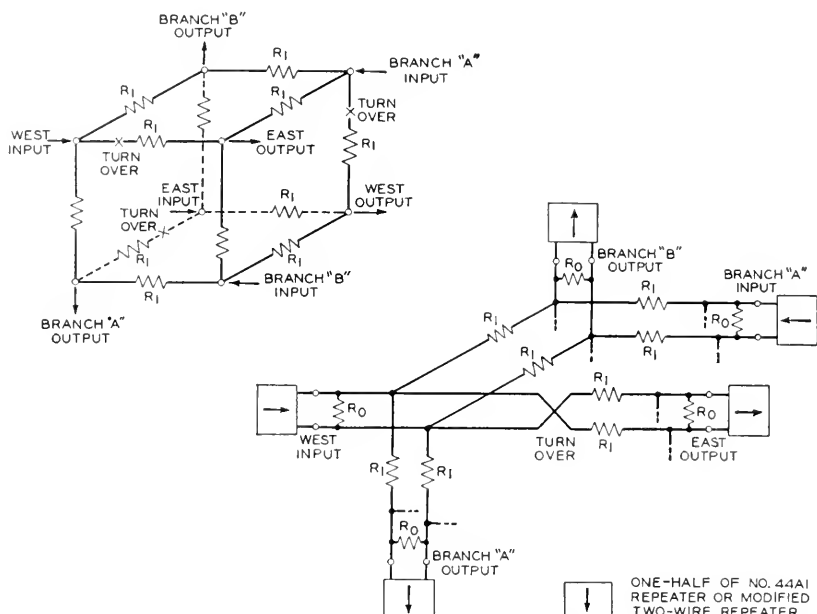 BRANCH "B"
OUTPUT
R1
BRANCH "A"
INPUT
R1
R1
TURN
OVER
WEST
INPUT
R1
TURN
OVER
EAST
OUTPUT
R1
EAST
INPUT
TURN
OVER
R1
WEST
OUTPUT
R1
R1
R1
BRANCH "B"
INPUT
BRANCH "A"
OUTPUT
BRANCH "B"
OUTPUT
R0
BRANCH "A"
INPUT
R1
R0
R1
R1
R1
R1
R0
WEST
INPUT
TURN
OVER
R1
R0
EAST
OUTPUT
R1
R1
R0
BRANCH "A"
OUTPUT
ONE-HALF OF NO. 44A1
REPEATER OR MODIFIED
TWO-WIRE REPEATER